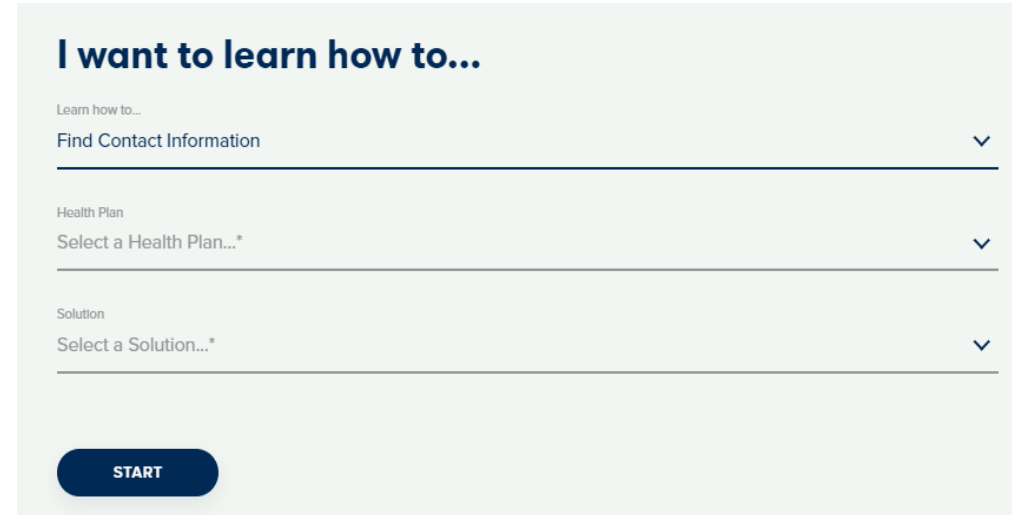 I want to learn how to...
Learn how to...
Find Contact Information
Health Plan
Select a Health Plan...*
Solution
Select a Solution...*
START